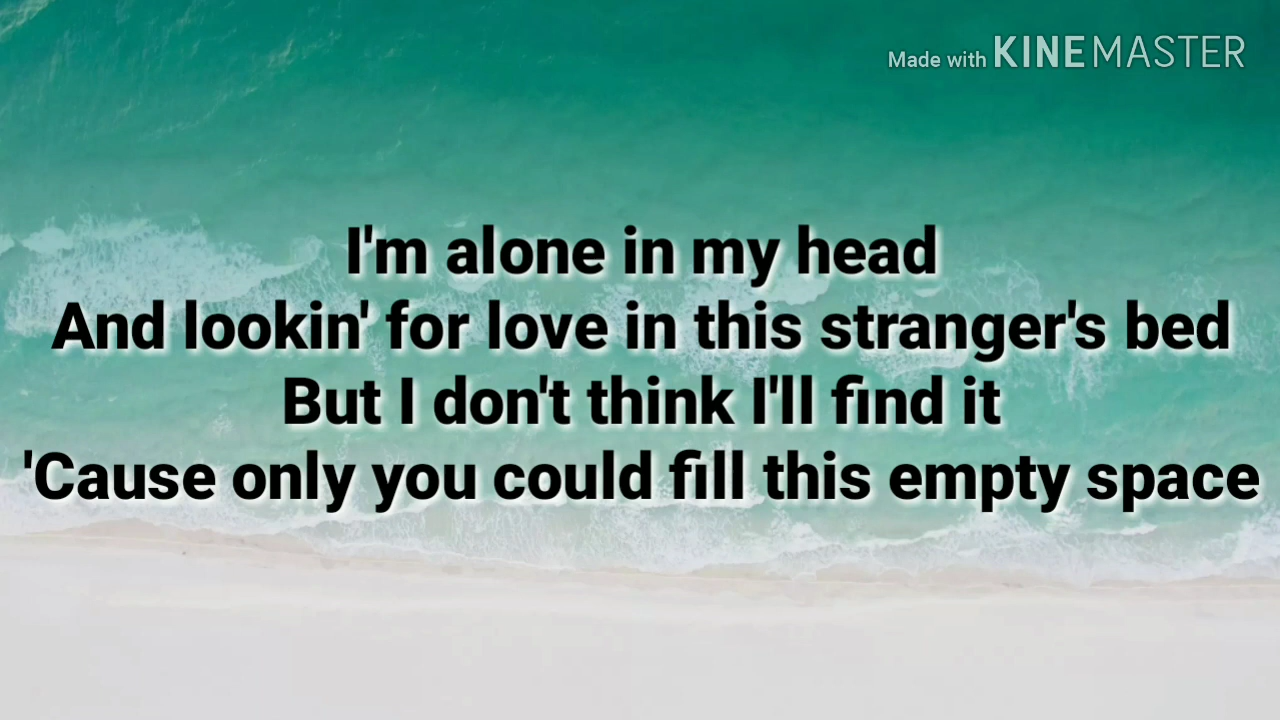 Made with KINEMASTER
I'm alone in my head
And lookin' for love in this stranger's bed
But I don't think I'll find it
'Cause only you could fill this empty space